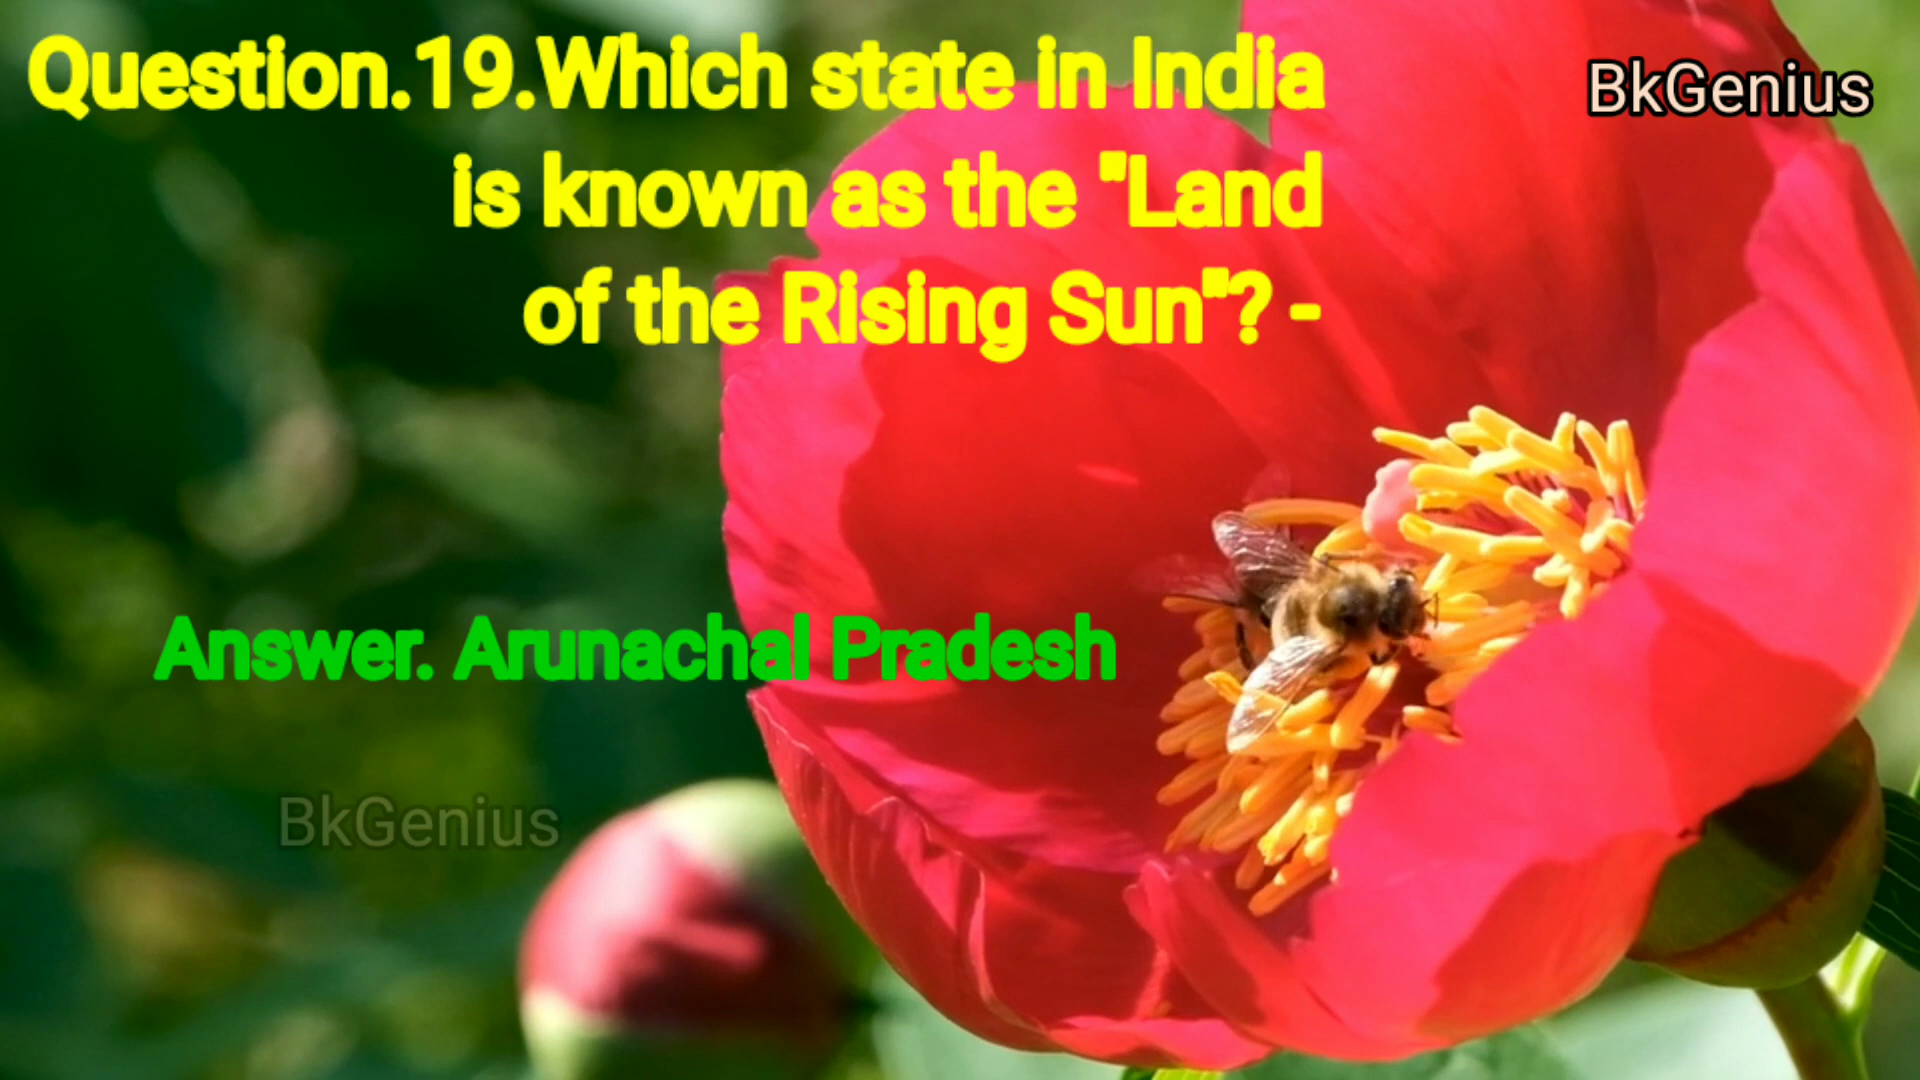 Question.19.Which state in India
BkGenius
is known as the "Land
of the Rising Sun"? -
Answer. Arunachal Pradesh
BkGenius